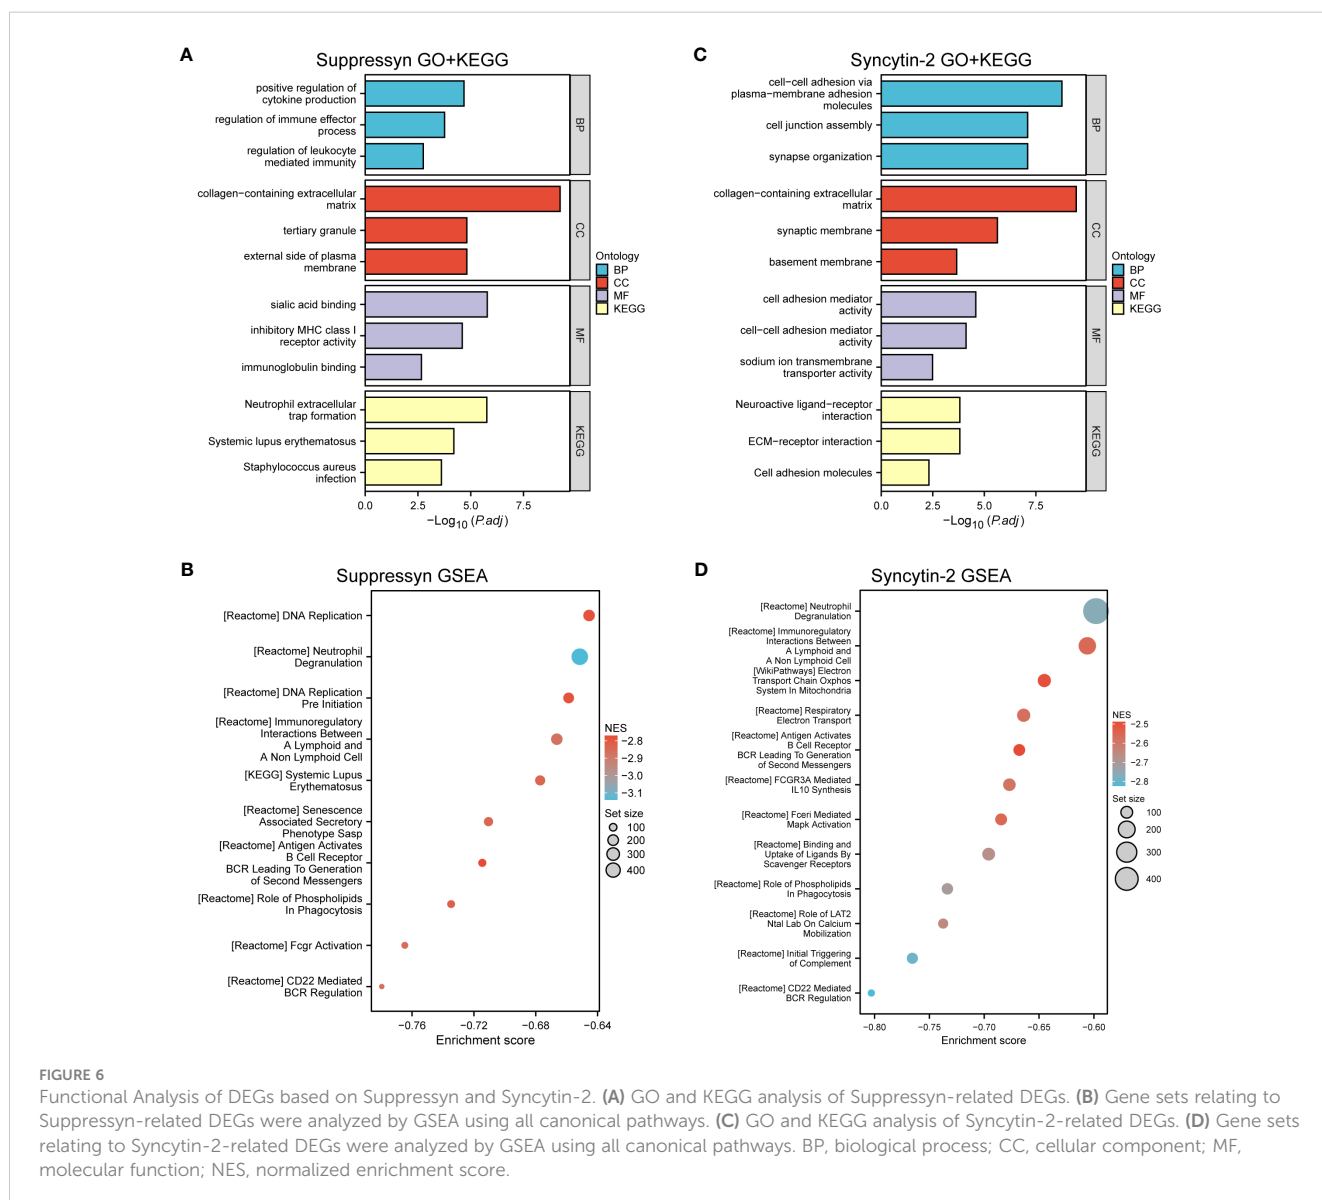 A
Suppressyn GO+KEGG
positive regulation of
cytokine production
regulation of immune effector
process
regulation of leukocyte
mediated immunity
BP
collagen−containing extracellular
matrix
tertiary granule
external side of plasma
membrane
CC
sialic acid binding
inhibitory MHC class I
receptor activity
immunoglobulin binding
MF
Neutrophil extracellular
trap formation
Systemic lupus erythematosus
Staphylococcus aureus
infection
KEGG
0.0 2.5 5.0 7.5
−Log10 (P.adj)
Ontology
BP
CC
MF
KEGG
C
Syncytin-2 GO+KEGG
cell−cell adhesion via
plasma−membrane adhesion
molecules
cell junction assembly
synapse organization
BP
collagen−containing extracellular
matrix
synaptic membrane
basement membrane
CC
cell adhesion mediator
activity
cell−cell adhesion mediator
activity
sodium ion transmembrane
transporter activity
MF
Neuroactive ligand−receptor
interaction
ECM−receptor interaction
Cell adhesion molecules
KEGG
0.0 2.5 5.0 7.5
−Log10 (P.adj)
Ontology
BP
CC
MF
KEGG
B
Suppressyn GSEA
[Reactome] DNA Replication
[Reactome] Neutrophil
Degranulation
[Reactome] DNA Replication
Pre Initiation
[Reactome] Immunoregulatory
Interactions Between
A Lymphoid and
A Non Lymphoid Cell
[KEGG] Systemic Lupus
Erythematosus
[Reactome] Senescence
Associated Secretory
Phenotype Sasp
[Reactome] Antigen Activates
B Cell Receptor
BCR Leading To Generation
of Second Messengers
[Reactome] Role of Phospholipids
In Phagocytosis
[Reactome] Fcgr Activation
[Reactome] CD22 Mediated
BCR Regulation
−0.76 −0.72 −0.68 −0.64
Enrichment score
NES
−2.8
−2.9
−3.0
−3.1
Set size
100
200
300
400
D
Syncytin-2 GSEA
[Reactome] Neutrophil
Degranulation
[Reactome] Immunoregulatory
Interactions Between
A Lymphoid and
A Non Lymphoid Cell
[WikiPathways] Electron
Transport Chain Oxphos
System In Mitochondria
[Reactome] Respiratory
Electron Transport
[Reactome] Antigen Activates
B Cell Receptor
BCR Leading To Generation
of Second Messengers
[Reactome] FCGR3A Mediated
IL10 Synthesis
[Reactome] Fceri Mediated
Mapk Activation
[Reactome] Binding and
Uptake of Ligands By
Scavenger Receptors
[Reactome] Role of Phospholipids
In Phagocytosis
[Reactome] Role of LAT2
Ntal Lab On Calcium
Mobilization
[Reactome] Initial Triggering
of Complement
[Reactome] CD22 Mediated
BCR Regulation
−0.80 −0.75 −0.70 −0.65 −0.60
Enrichment score
NES
−2.5
−2.6
−2.7
−2.8
Set size
100
200
300
400
FIGURE 6
Functional Analysis of DEGs based on Suppressyn and Syncytin-2. (A) GO and KEGG analysis of Suppressyn-related DEGs. (B) Gene sets relating to
Suppressyn-related DEGs were analyzed by GSEA using all canonical pathways. (C) GO and KEGG analysis of Syncytin-2-related DEGs. (D) Gene sets
relating to Syncytin-2-related DEGs were analyzed by GSEA using all canonical pathways. BP, biological process; CC, cellular component; MF,
molecular function; NES, normalized enrichment score.